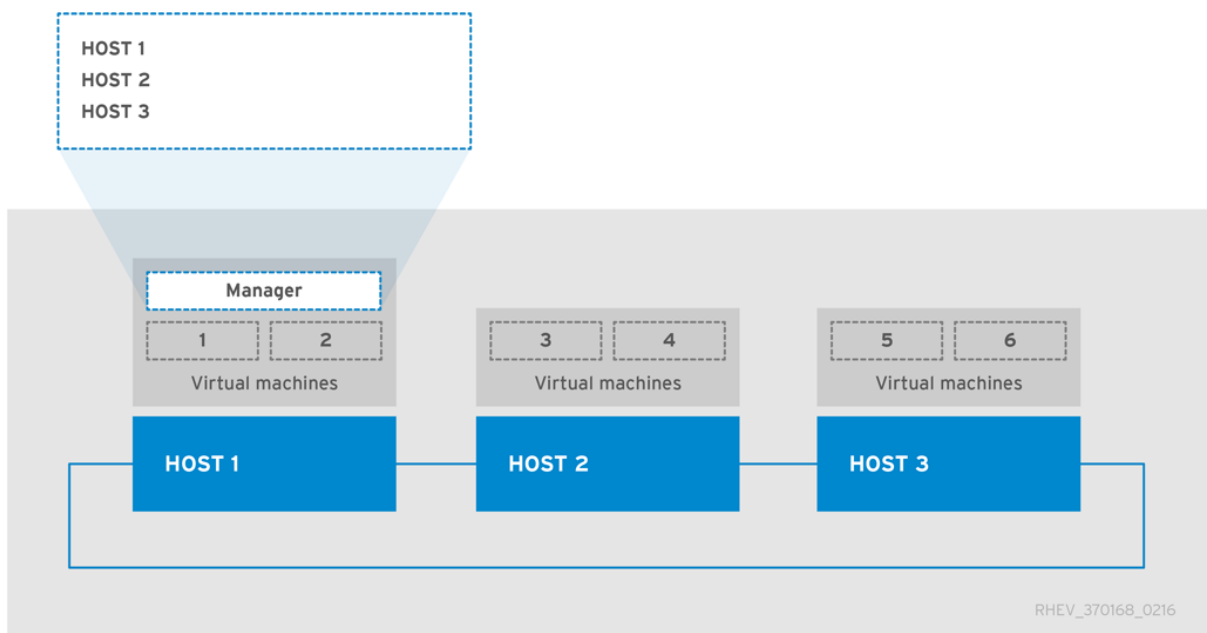 HOST 1
HOST 2
HOST 3
Manager
1 2
Virtual machines
3 4
Virtual machines
5 6
Virtual machines
HOST 1
HOST 2
HOST 3
RHEV_370168_0216